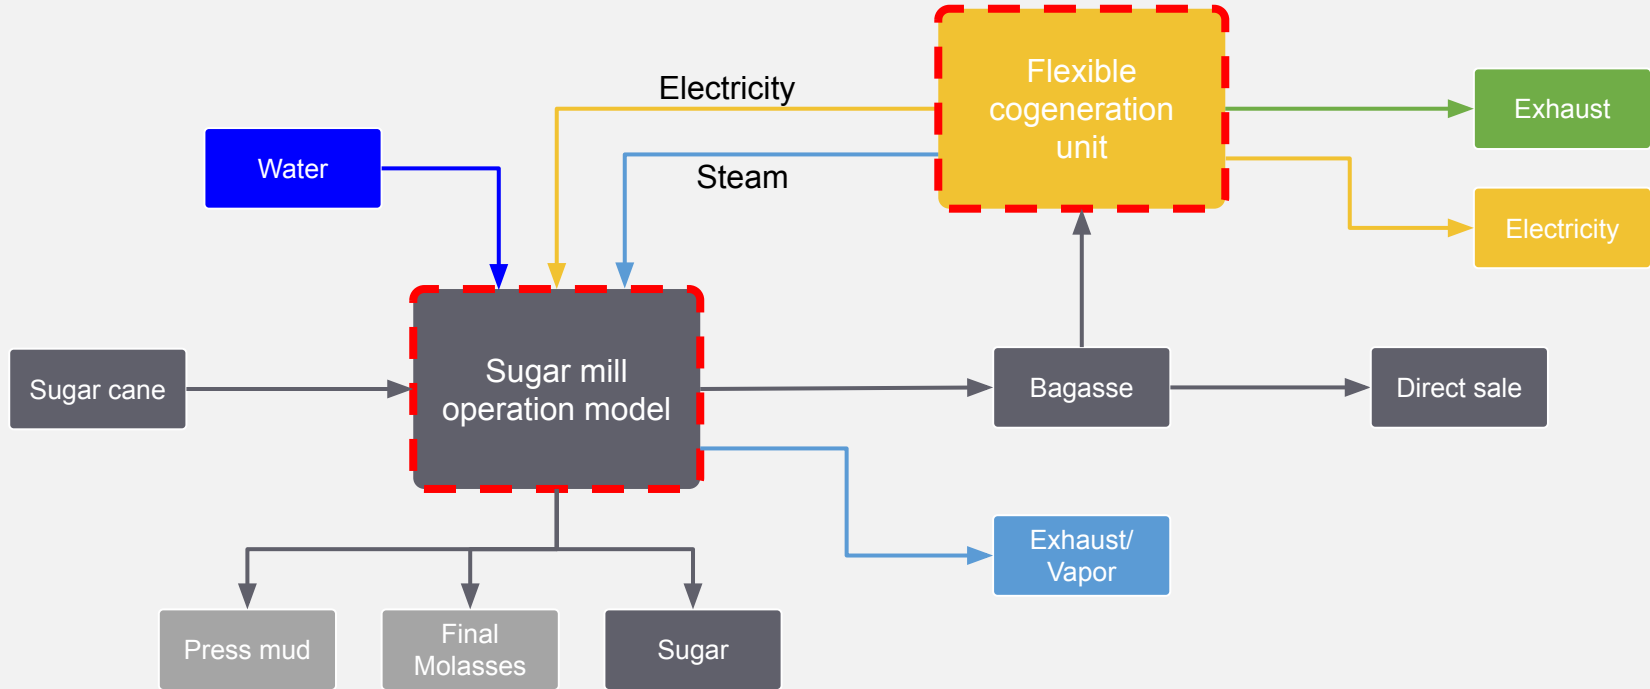 Flexible
cogeneration
unit
Electricity
Exhaust
Water
Steam
Electricity
Sugar cane
Sugar mill
operation model
Bagasse
Direct sale
Exhaust/
Vapor
Press mud
Final
Molasses
Sugar